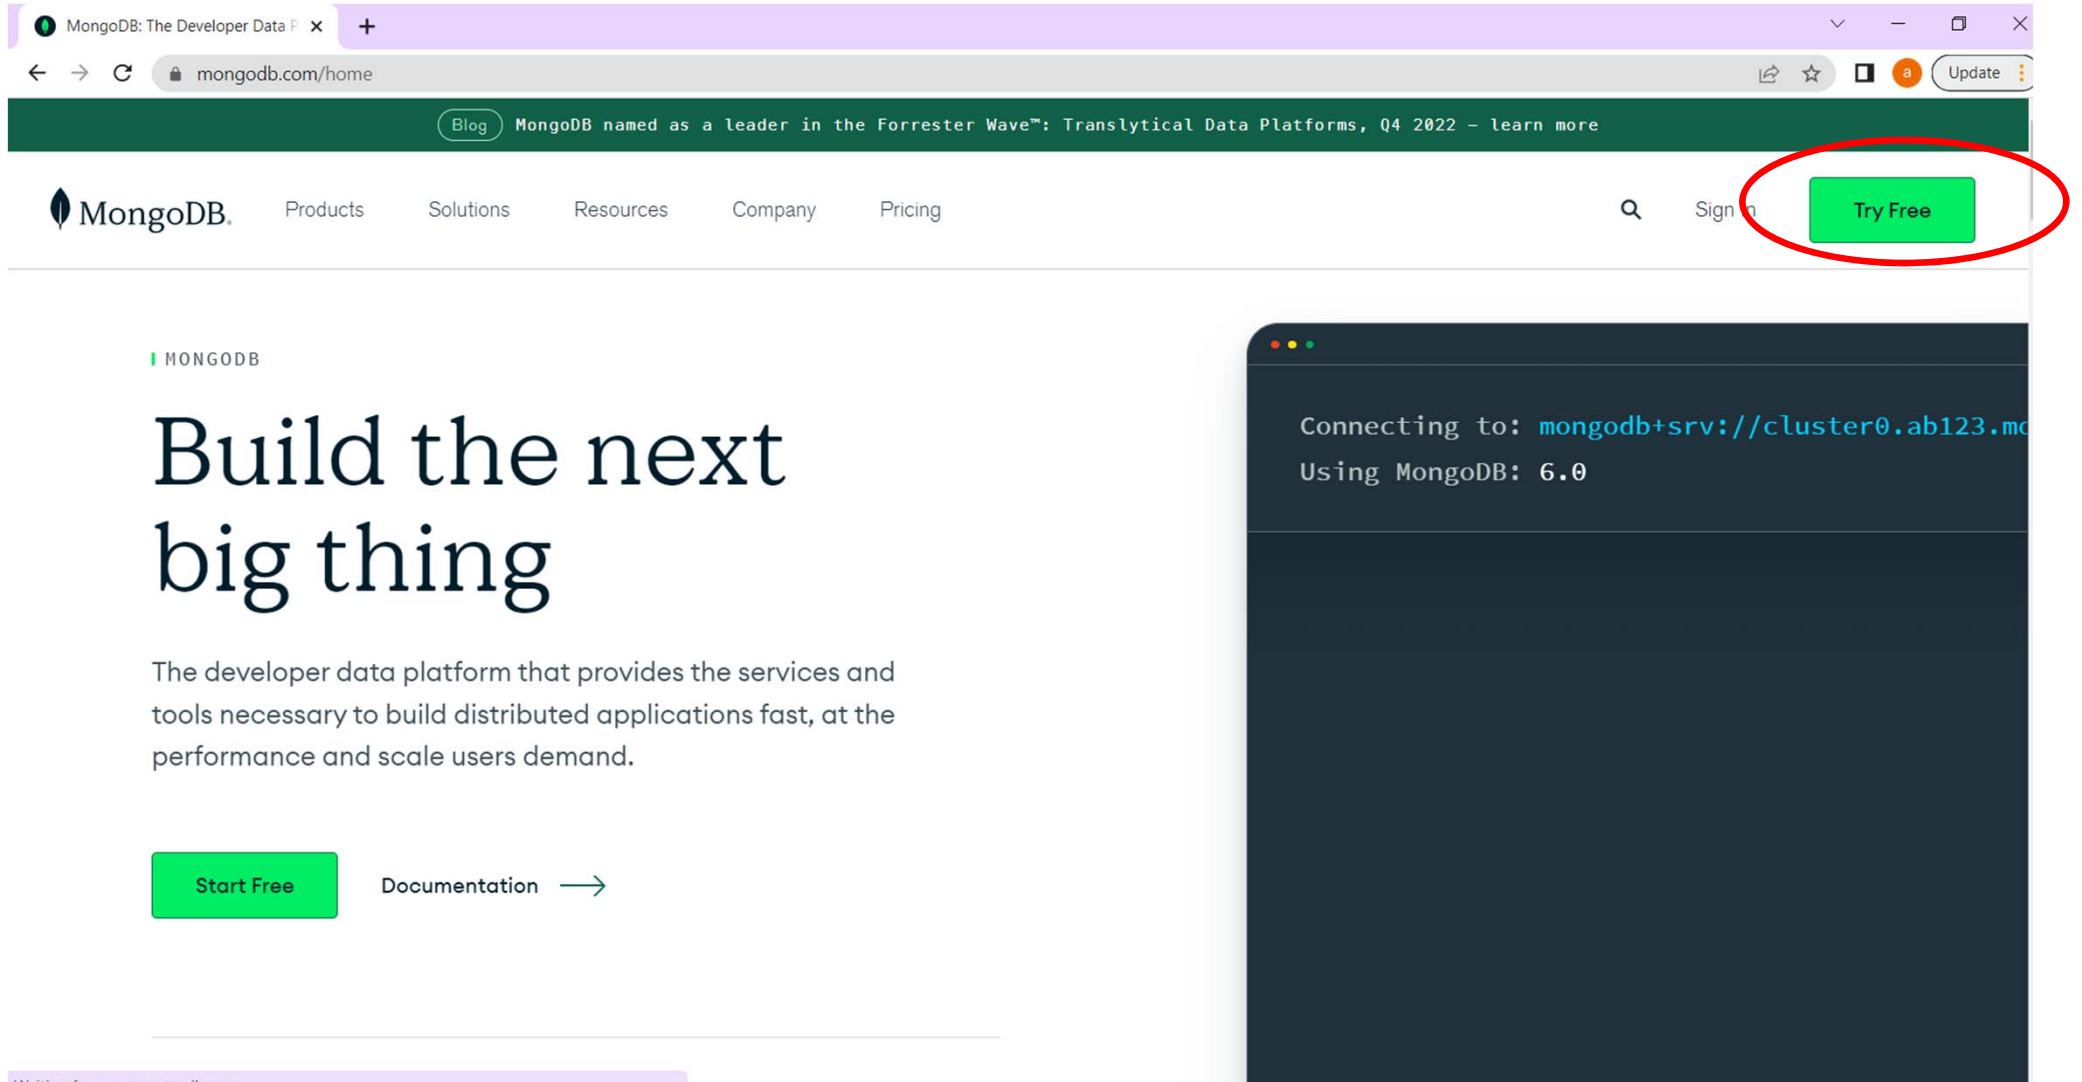 MongoDB: The Developer Data P
mongodb.com/home
a
Update
Blog MongoDB named as a leader in the Forrester Wave™: Translytical Data Platforms, Q4 2022 – learn more
MongoDB.
Products
Solutions
Resources
Company
Pricing
Sign In
Try Free
MONGODB
Build the next
big thing
The developer data platform that provides the services and
tools necessary to build distributed applications fast, at the
performance and scale users demand.
Start Free
Documentation
Connecting to: mongodb+srv://cluster0.ab123.mo
Using MongoDB: 6.0